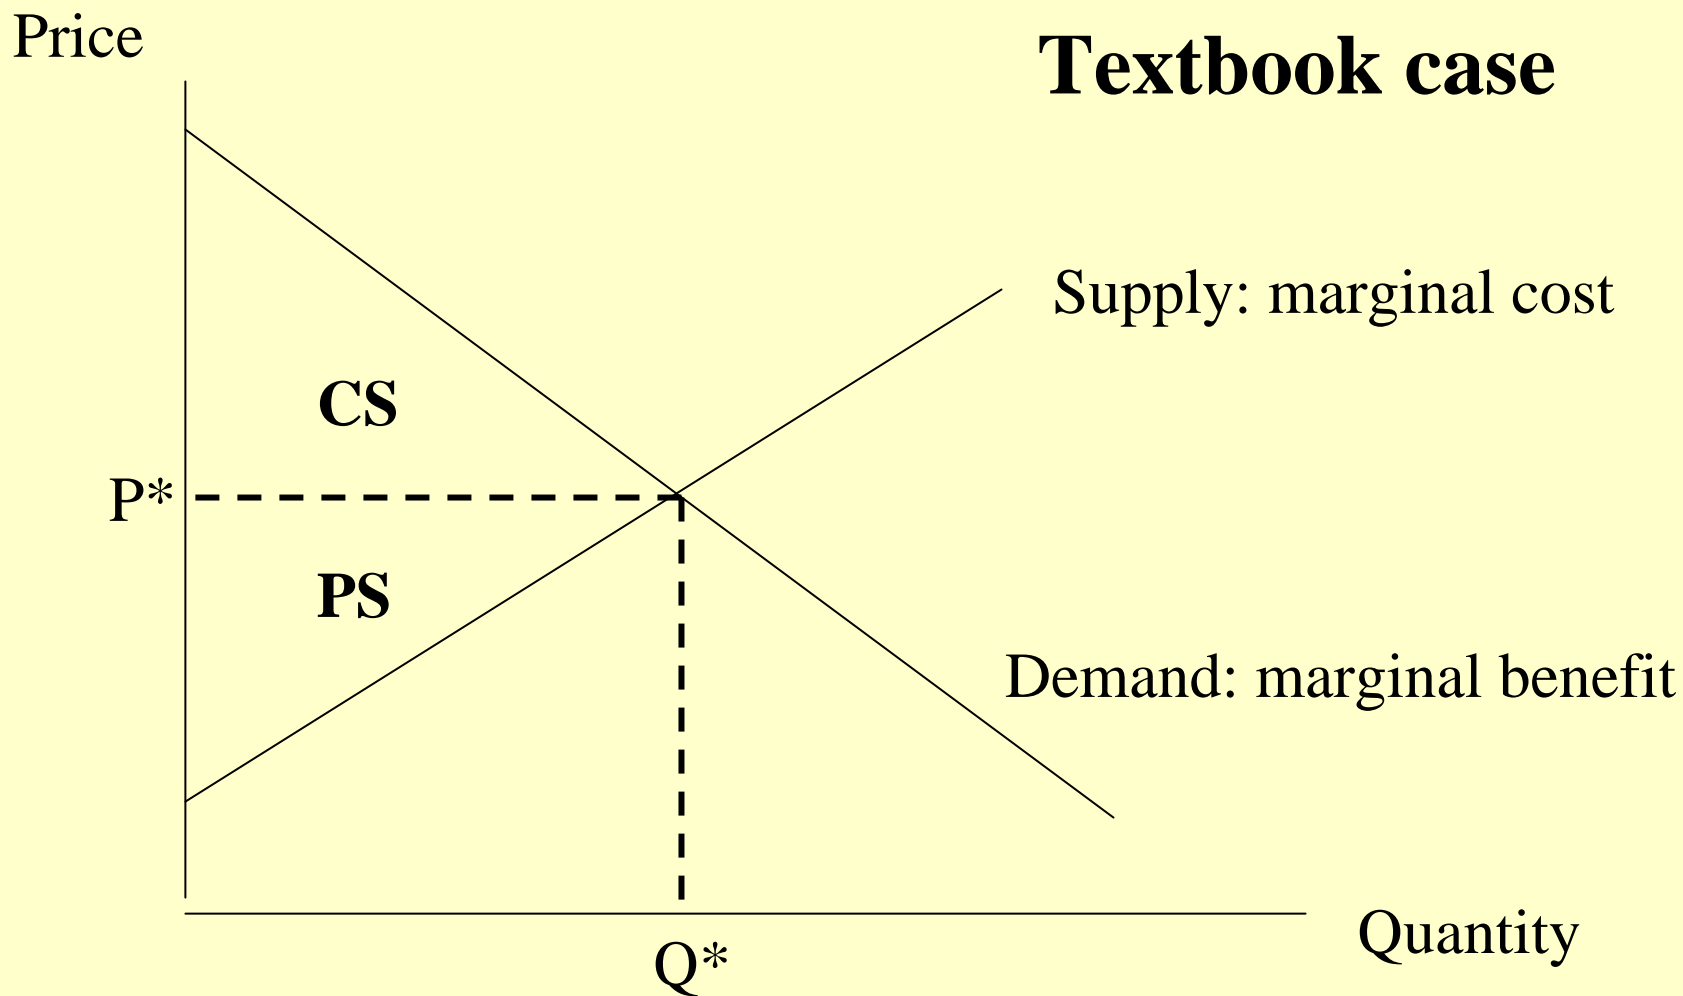 Price
Textbook case
Supply: marginal cost
CS
P*
PS
Demand: marginal benefit
Quantity
Q*